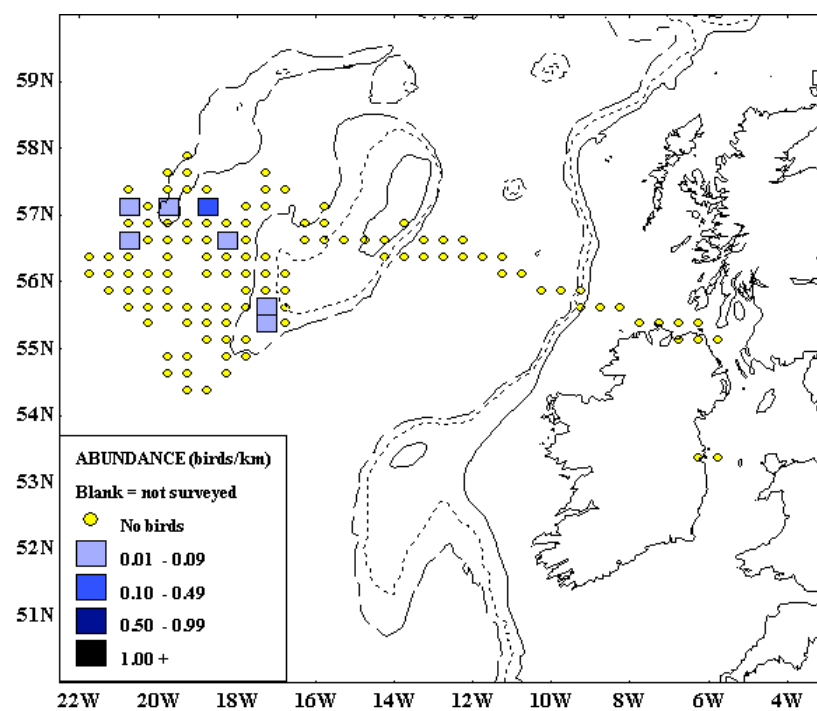 59N
58N
57N
56N
55N
54N
53N
52N
51N
ABUNDANCE (birds/km)
Blank = not surveyed
No birds
0.01 - 0.09
0.10 - 0.49
0.50 - 0.99
1.00 +
22W 20W 18W 16W 14W 12W 10W 8W 6W 4W